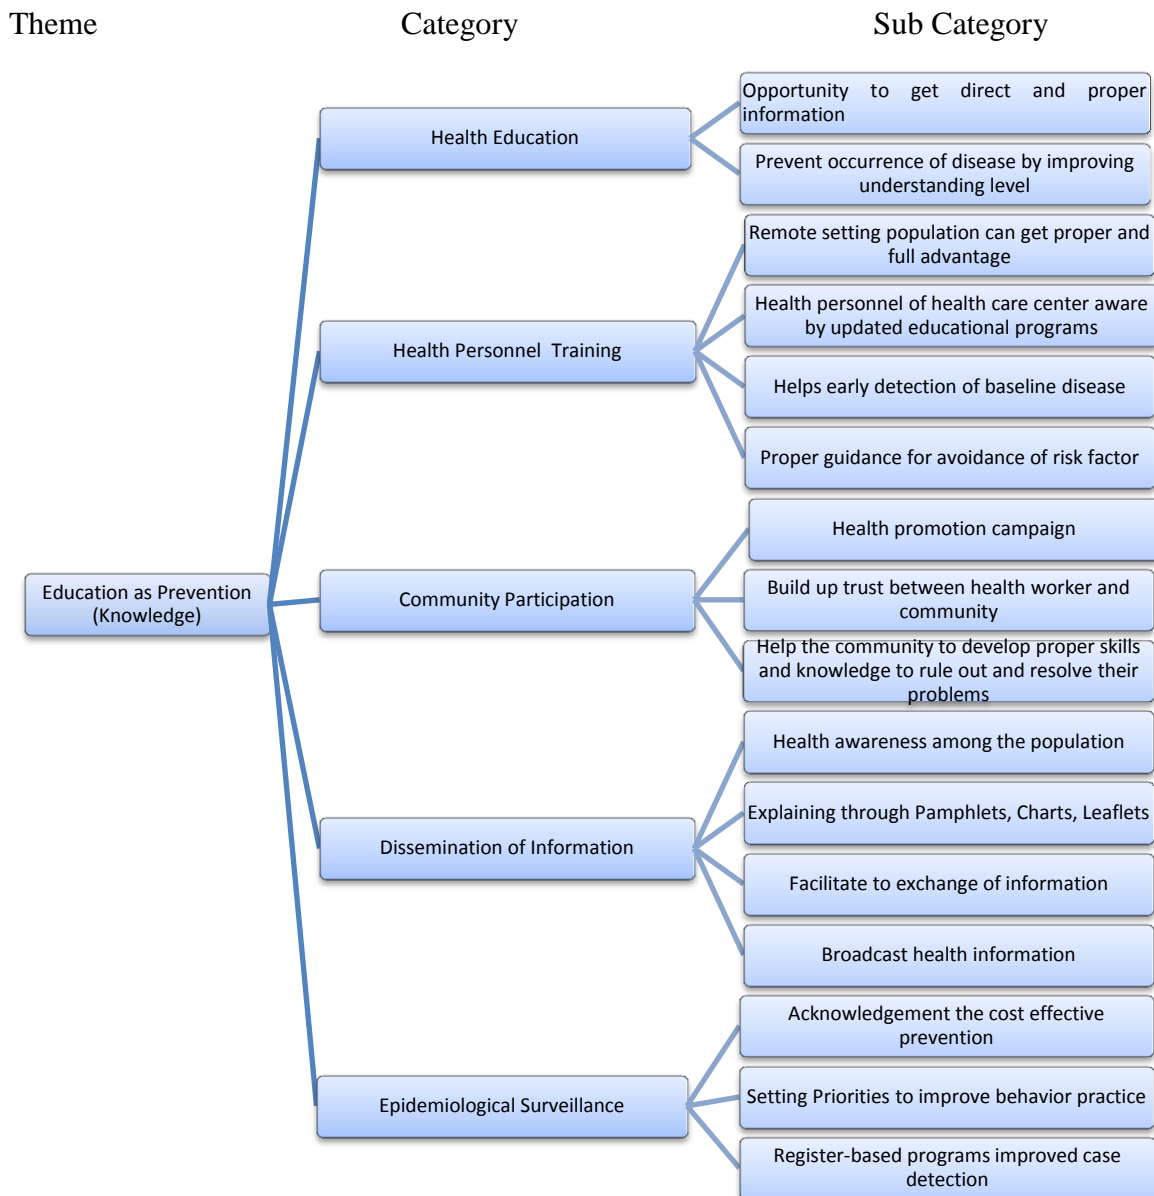 Theme
Category
Sub Category
Education as Prevention
(Knowledge)
Health Education
Opportunity to get direct and proper
information
Prevent occurrence of disease by improving
understanding level
Health Personnel Training
Remote setting population can get proper and
full advantage
Health personnel of health care center aware
by updated educational programs
Helps early detection of baseline disease
Proper guidance for avoidance of risk factor
Community Participation
Health promotion campaign
Build up trust between health worker and
community
Help the community to develop proper skills
and knowledge to rule out and resolve their
problems
Dissemination of Information
Health awareness among the population
Explaining through Pamphlets, Charts, Leaflets
Facilitate to exchange of information
Broadcast health information
Epidemiological Surveillance
Acknowledgement the cost effective
prevention
Setting Priorities to improve behavior practice
Register-based programs improved case
detection